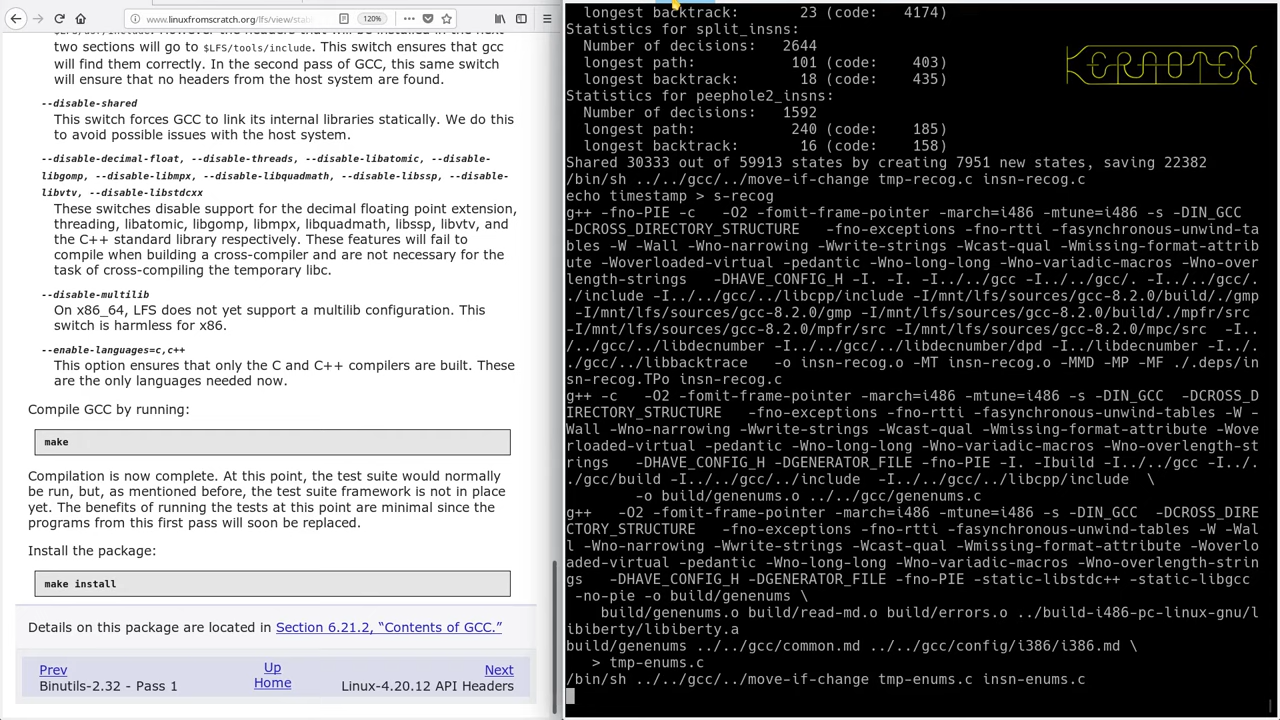 www.linuxfromscratch.org/lfs/view/stab
120%
two sections will go to $LFS/tools/include. This switch ensures that gcc
will find them correctly. In the second pass of GCC, this same switch
will ensure that no headers from the host system are found.
--disable-shared
This switch forces GCC to link its internal libraries statically. We do this
to avoid possible issues with the host system.
--disable-decimal-float, --disable-threads, --disable-libatomic, --disable-
libgomp, --disable-libmpx, --disable-libquadmath, --disable-libssp, --disable-
libvtv, --disable-libstdcxx
These switches disable support for the decimal floating point extension,
threading, libatomic, libgomp, libmpx, libquadmath, libssp, libvtv, and
the C++ standard library respectively. These features will fail to
compile when building a cross-compiler and are not necessary for the
task of cross-compiling the temporary libc.
--disable-multilib
On x86_64, LFS does not yet support a multilib configuration. This
switch is harmless for x86.
--enable-languages=c,c++
This option ensures that only the C and C++ compilers are built. These
are the only languages needed now.
Compile GCC by running:
make
Compilation is now complete. At this point, the test suite would normally
be run, but, as mentioned before, the test suite framework is not in place
yet. The benefits of running the tests at this point are minimal since the
programs from this first pass will soon be replaced.
Install the package:
make install
Details on this package are located in Section 6.21.2, “Contents of GCC.”
Prev Up Next
Binutils-2.32 - Pass 1 Home Linux-4.20.12 API Headers
longest backtrack: 23 (code: 4174)
Statistics for split_insns:
Number of decisions: 2644
longest path: 101 (code: 403)
longest backtrack: 18 (code: 435)
Statistics for peephole2_insns:
Number of decisions: 1592
longest path: 240 (code: 185)
longest backtrack: 16 (code: 158)
Shared 30333 out of 59913 states by creating 7951 new states, saving 22382
/bin/sh ../../gcc/../move-if-change tmp-recog.c insn-recog.c
echo timestamp > s-recog
g++ -fno-PIE -c -O2 -fomit-frame-pointer -march=i486 -mtune=i486 -s -DIN_GCC
-DCROSS_DIRECTORY_STRUCTURE -fno-exceptions -fno-rtti -fasynchronous-unwind-ta
bles -W -Wall -Wno-narrowing -Wwrite-strings -Wcast-qual -Wmissing-format-attrib
ute -Woverloaded-virtual -pedantic -Wno-long-long -Wno-variadic-macros -Wno-over
length-strings -DHAVE_CONFIG_H -I. -I. -I../../gcc -I../../gcc/. -I../../gcc/.
./include -I../../gcc/../libcpp/include -I/mnt/lfs/sources/gcc-8.2.0/build/./gmp
-I/mnt/lfs/sources/gcc-8.2.0/gmp -I/mnt/lfs/sources/gcc-8.2.0/build/./mpfr/src
-I/mnt/lfs/sources/gcc-8.2.0/mpfr/src -I/mnt/lfs/sources/gcc-8.2.0/mpc/src -I..
/../gcc/../libdecnumber -I../../gcc/../libdecnumber/dpd -I../libdecnumber -I../.
./gcc/../libbacktrace -o insn-recog.o -MT insn-recog.o -MMD -MP -MF ./.deps/in
sn-recog.TPo insn-recog.c
g++ -c -O2 -fomit-frame-pointer -march=i486 -mtune=i486 -s -DIN_GCC -DCROSS_D
IRECTORY_STRUCTURE -fno-exceptions -fno-rtti -fasynchronous-unwind-tables -W -
Wall -Wno-narrowing -Wwrite-strings -Wcast-qual -Wmissing-format-attribute -Wove
rloaded-virtual -pedantic -Wno-long-long -Wno-variadic-macros -Wno-overlength-st
rings -DHAVE_CONFIG_H -DGENERATOR_FILE -fno-PIE -I. -Ibuild -I../../gcc -I../.
./gcc/build -I../../gcc/../include -I../../gcc/../libcpp/include \
-o build/genenums.o ../../gcc/genenums.c
g++ -O2 -fomit-frame-pointer -march=i486 -mtune=i486 -s -DIN_GCC -DCROSS_DIRE
CTORY_STRUCTURE -fno-exceptions -fno-rtti -fasynchronous-unwind-tables -W -Wal
l -Wno-narrowing -Wwrite-strings -Wcast-qual -Wmissing-format-attribute -Woverlo
aded-virtual -pedantic -Wno-long-long -Wno-variadic-macros -Wno-overlength-strin
gs -DHAVE_CONFIG_H -DGENERATOR_FILE -fno-PIE -static-libstdc++ -static-libgcc
-no-pie -o build/genenums \
build/genenums.o build/read-md.o build/errors.o ../build-i486-pc-linux-gnu/l
ibiberty/libiberty.a
build/genenums ../../gcc/common.md ../../gcc/config/i386/i386.md \
> tmp-enums.c
/bin/sh ../../gcc/../move-if-change tmp-enums.c insn-enums.c